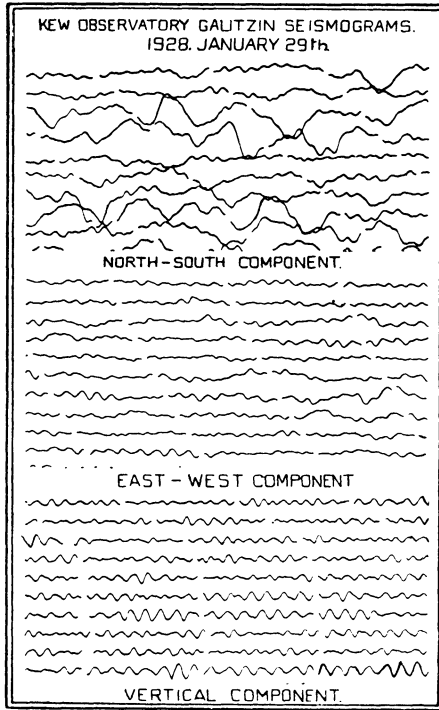 KEW OBSERVATORY GALITZIN SEISMOGRAMS.
1928. JANUARY 29th.
NORTH-SOUTH COMPONENT.
EAST-WEST COMPONENT
VERTICAL COMPONENT.